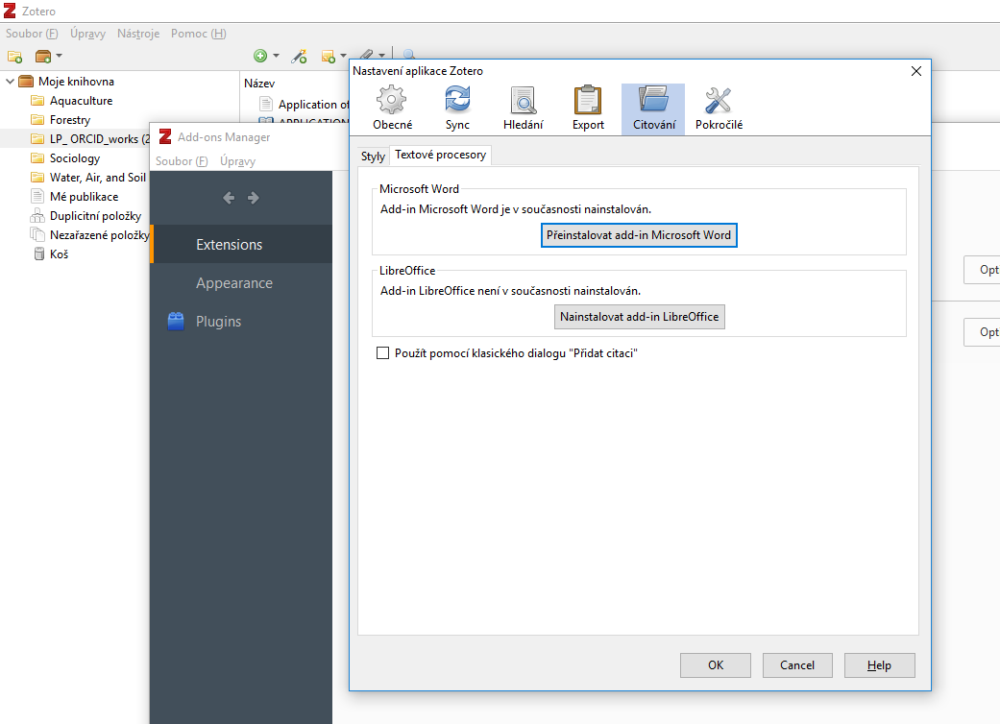 Zotero
Soubor (F) Úpravy Nástroje Pomoc (H)
Moje knihovna
Aquaculture
Forestry
LP_ ORCID_works (2
Sociology
Water, Air, and Soil
Mé publikace
Duplicitní položky
Nezařazené položky
Koš
Název
Application of
APPLICATION
Add-ons Manager
Soubor (F) Úpravy
Extensions
Appearance
Plugins
Opt
Opt
Nastavení aplikace Zotero
Obecné Sync Hledání Export Citování Pokročilé
Styly Textové procesory
Microsoft Word
Add-in Microsoft Word je v současnosti nainstalován.
Přeinstalovat add-in Microsoft Word
LibreOffice
Add-in LibreOffice není v současnosti nainstalován.
Nainstalovat add-in LibreOffice
Použít pomocí klasického dialogu "Přidat citaci"
OK Cancel Help